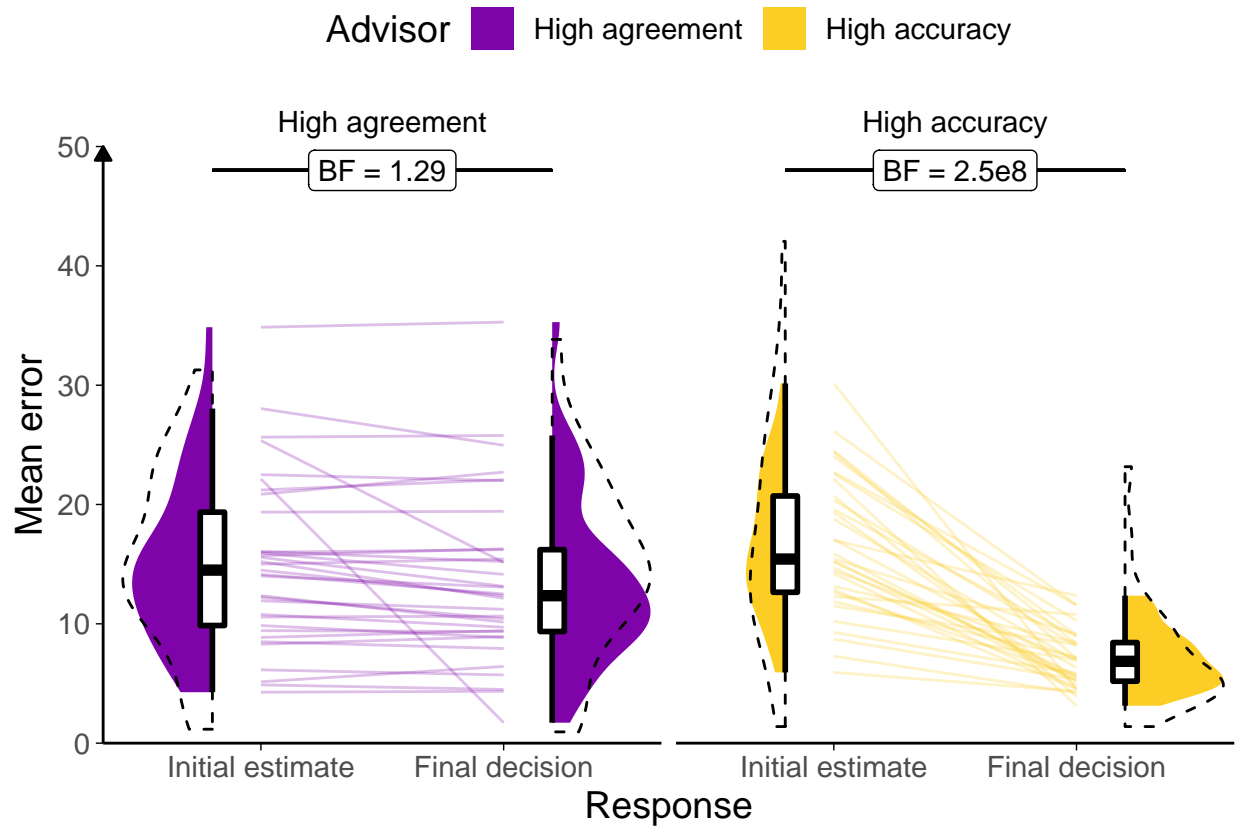 Advisor High agreement High accuracy
High agreement High accuracy
BF = 1.29 BF = 2.5e8
50
40
30
20
10
0
Mean error
Initial estimate Final decision Initial estimate Final decision
Response